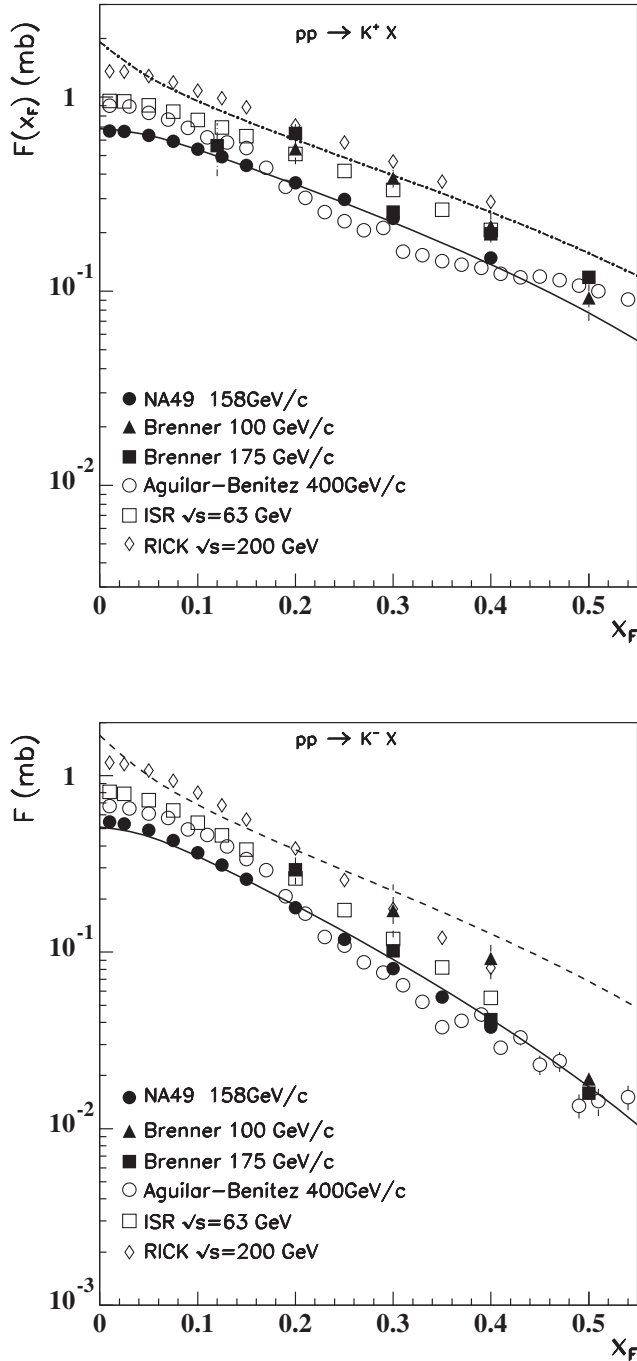 pp → K⁺ X
F(x_F) (mb)
1
10⁻¹
10⁻²
NA49 158GeV/c
Brenner 100 GeV/c
Brenner 175 GeV/c
Aguilar−Benitez 400GeV/c
ISR √s=63 GeV
RICK √s=200 GeV
0 0.1 0.2 0.3 0.4 0.5
x_F
pp → K⁻ X
F (mb)
1
10⁻¹
10⁻²
10⁻³
NA49 158GeV/c
Brenner 100 GeV/c
Brenner 175 GeV/c
Aguilar−Benitez 400GeV/c
ISR √s=63 GeV
RICK √s=200 GeV
0 0.1 0.2 0.3 0.4 0.5
x_F